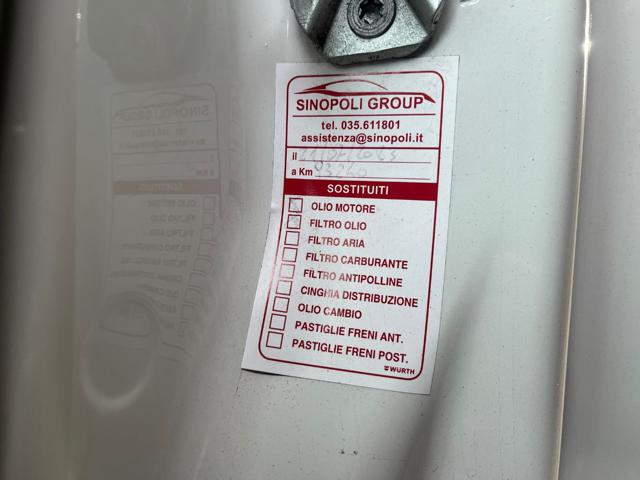 SINOPOLI GROUP
tel. 035.611801
assistenza@sinopoli.it
il
a Km
SOSTITUITI
OLIO MOTORE
FILTRO OLIO
FILTRO ARIA
FILTRO CARBURANTE
FILTRO ANTIPOLLINE
CINGHIA DISTRIBUZIONE
OLIO CAMBIO
PASTIGLIE FRENI ANT.
PASTIGLIE FRENI POST.
WURTH